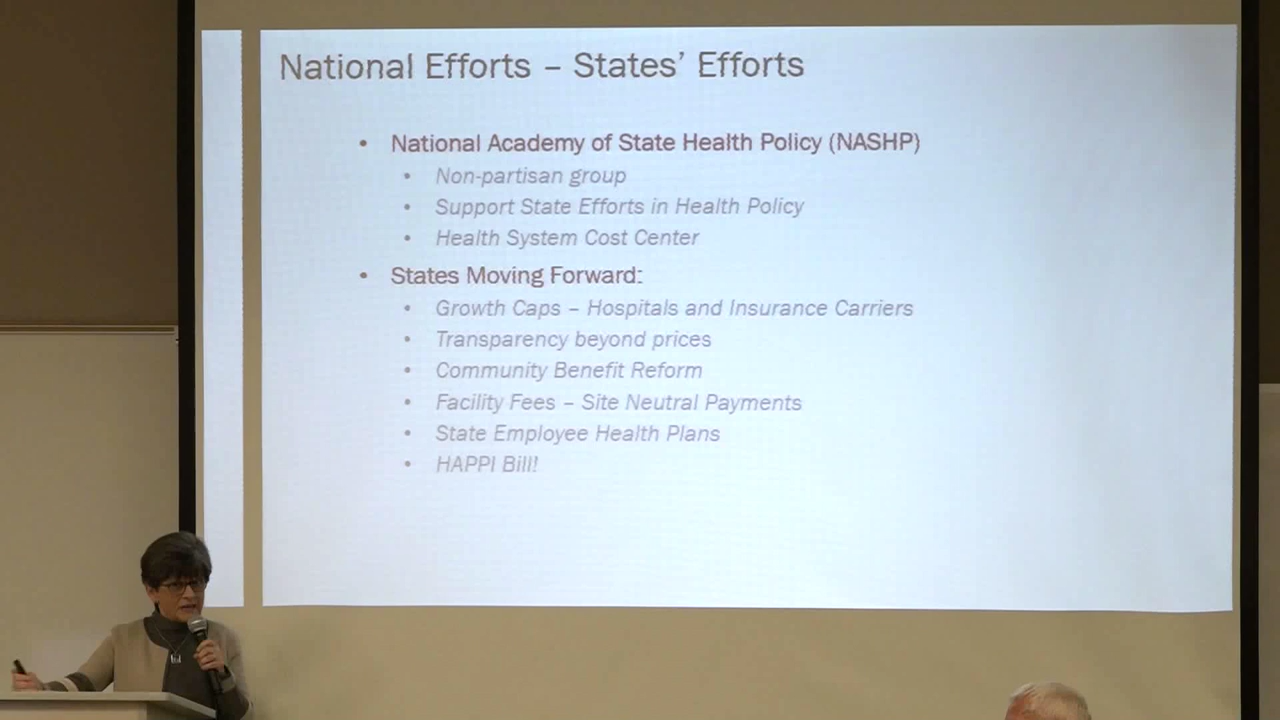 National Efforts – States' Efforts
• National Academy of State Health Policy (NASHP)
• Non-partisan group
• Support State Efforts in Health Policy
• Health System Cost Center
• States Moving Forward:
• Growth Caps – Hospitals and Insurance Carriers
• Transparency beyond prices
• Community Benefit Reform
• Facility Fees – Site Neutral Payments
• State Employee Health Plans
• HAPPI Bill!